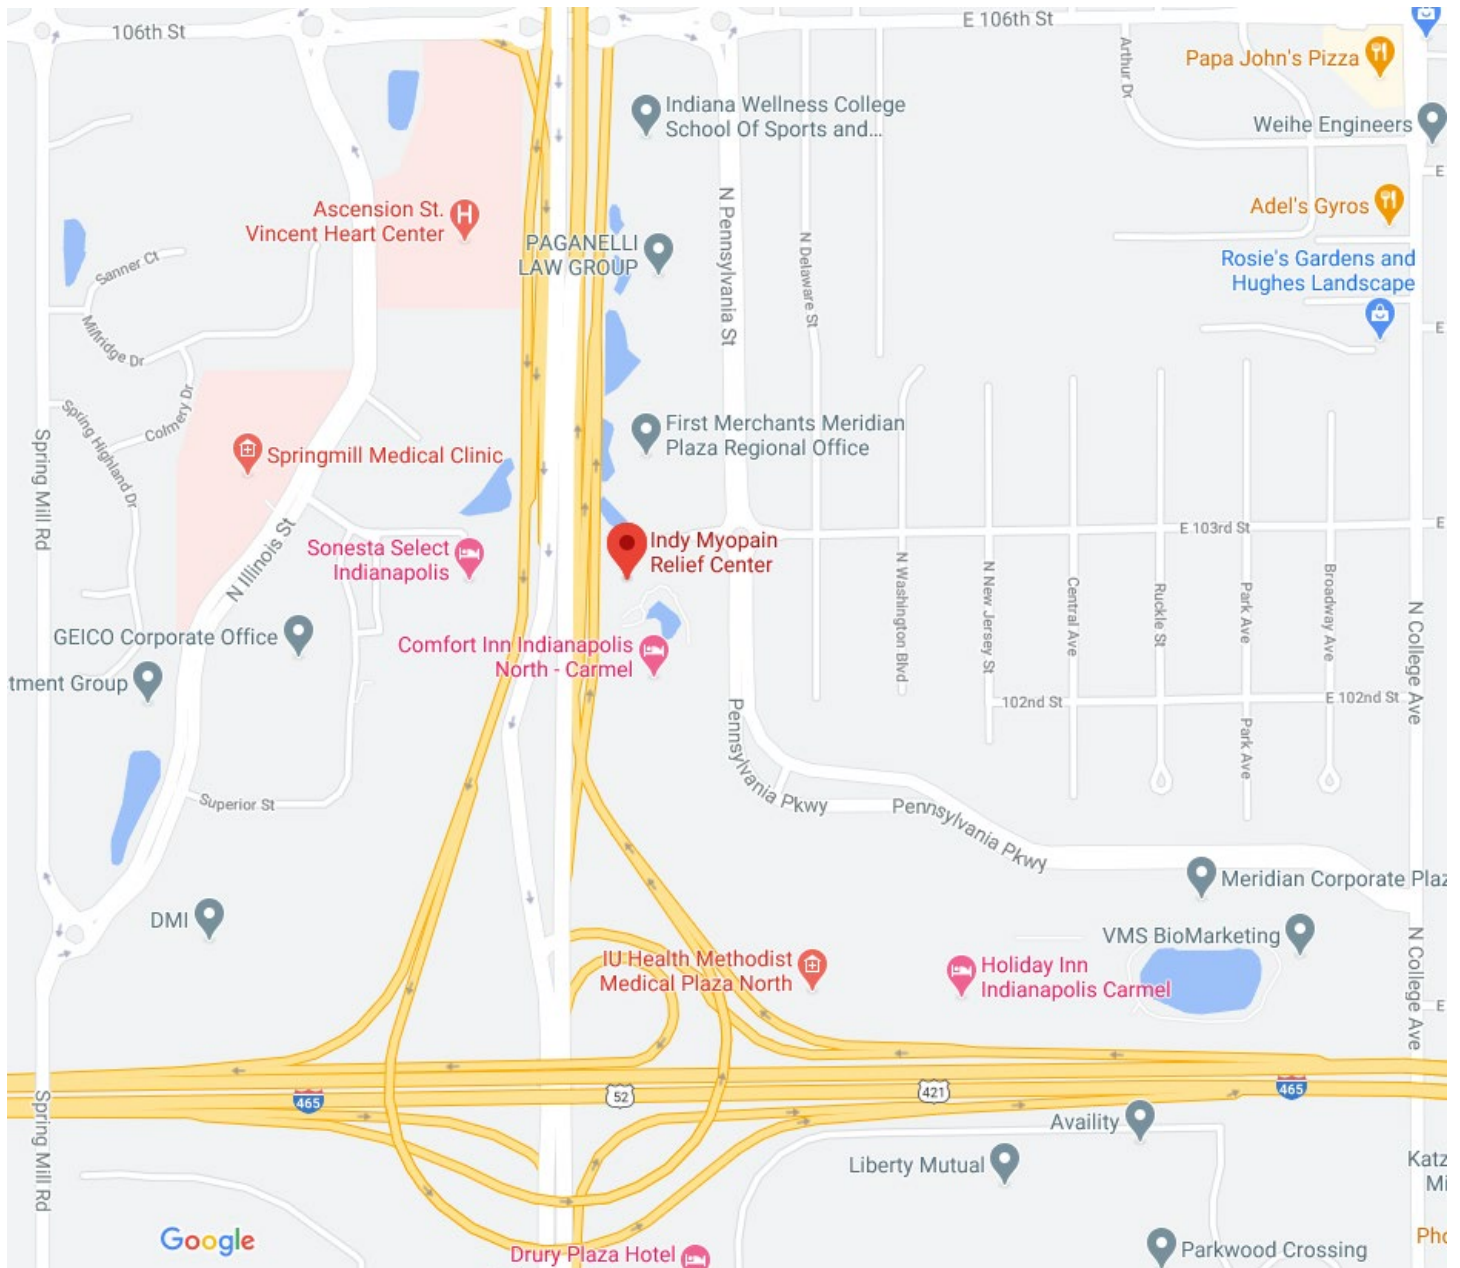 106th St
E 106th St
Arthur Dr
Papa John's Pizza
Indiana Wellness College
School Of Sports and...
Weihe Engineers
E
Ascension St.
Vincent Heart Center
N Pennsylvania St
Adel's Gyros
PAGANELLI
LAW GROUP
N Delaware St
Sanner Ct
Rosie's Gardens and
Hughes Landscape
Millridge Dr
E
Colmery Dr
Spring Highland Dr
First Merchants Meridian
Plaza Regional Office
Springmill Medical Clinic
Spring Mill Rd
N Illinois St
Sonesta Select
Indianapolis
Indy Myopain
Relief Center
E 103rd St
E
N Washington Blvd
N New Jersey St
Central Ave
Ruckle St
Park Ave
Broadway Ave
N College Ave
GEICO Corporate Office
Comfort Inn Indianapolis
North - Carmel
tment Group
102nd St
E 102nd St
Park Ave
Pennsylvania Pkwy
Superior St
Pennsylvania Pkwy
Meridian Corporate Plaz
DMI
VMS BioMarketing
N College Ave
IU Health Methodist
Medical Plaza North
Holiday Inn
Indianapolis Carmel
E
465
52
421
465
Spring Mill Rd
Availity
Liberty Mutual
Katz
Mi
Google
Drury Plaza Hotel
Parkwood Crossing
Pho